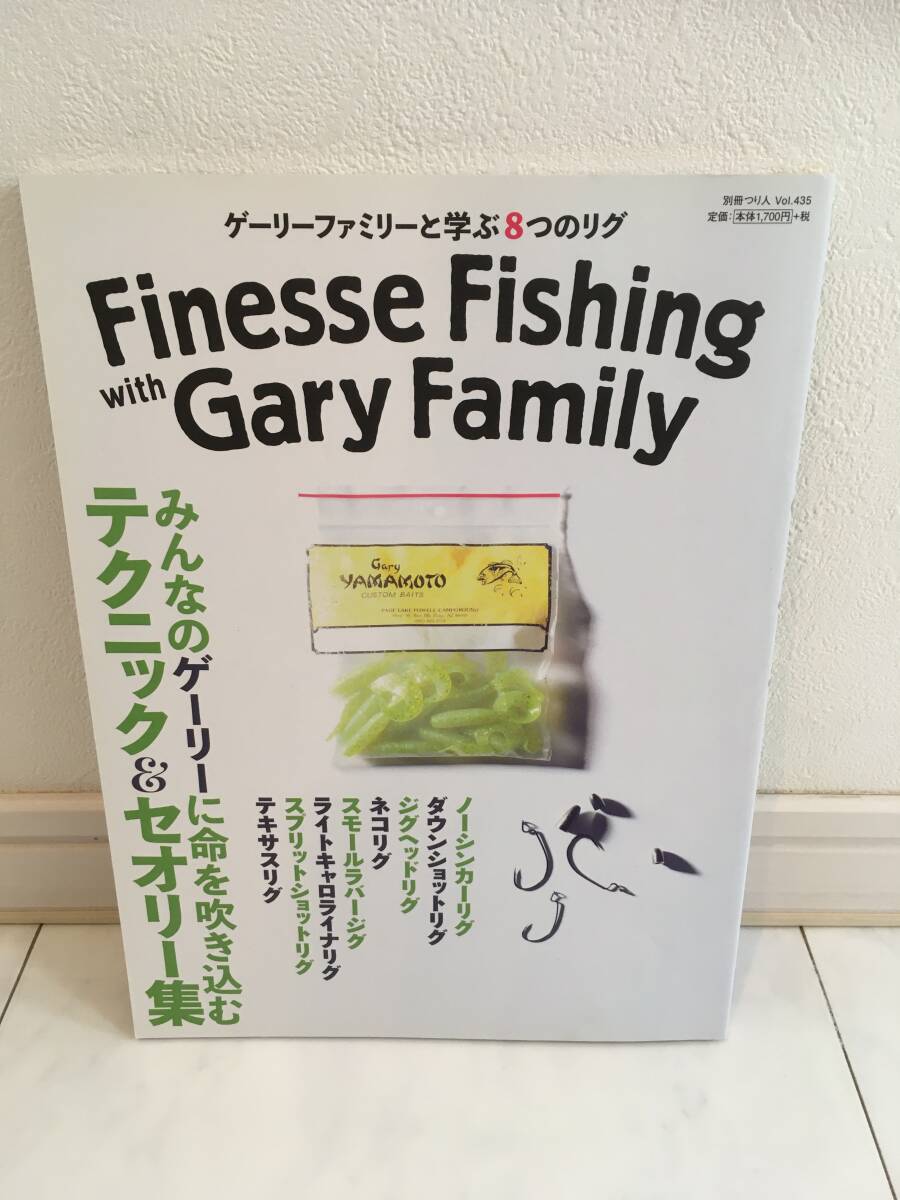 別冊つり人 Vol.435
定価：本体1,700円+税
ゲーリーファミリーと学ぶ8つのリグ
Finesse Fishing
with Gary Family
みんなのゲーリーに命を吹き込む
テクニック&セオリー集
Gary
YAMAMOTO
CUSTOM BAITS
PAGE LAKE POWELL CAMPGROUND
ノーシンカーリグ
ダウンショットリグ
ジグヘッドリグ
ネコリグ
スモールラバージグ
ライトキャロライナリグ
スプリットショットリグ
テキサスリグ